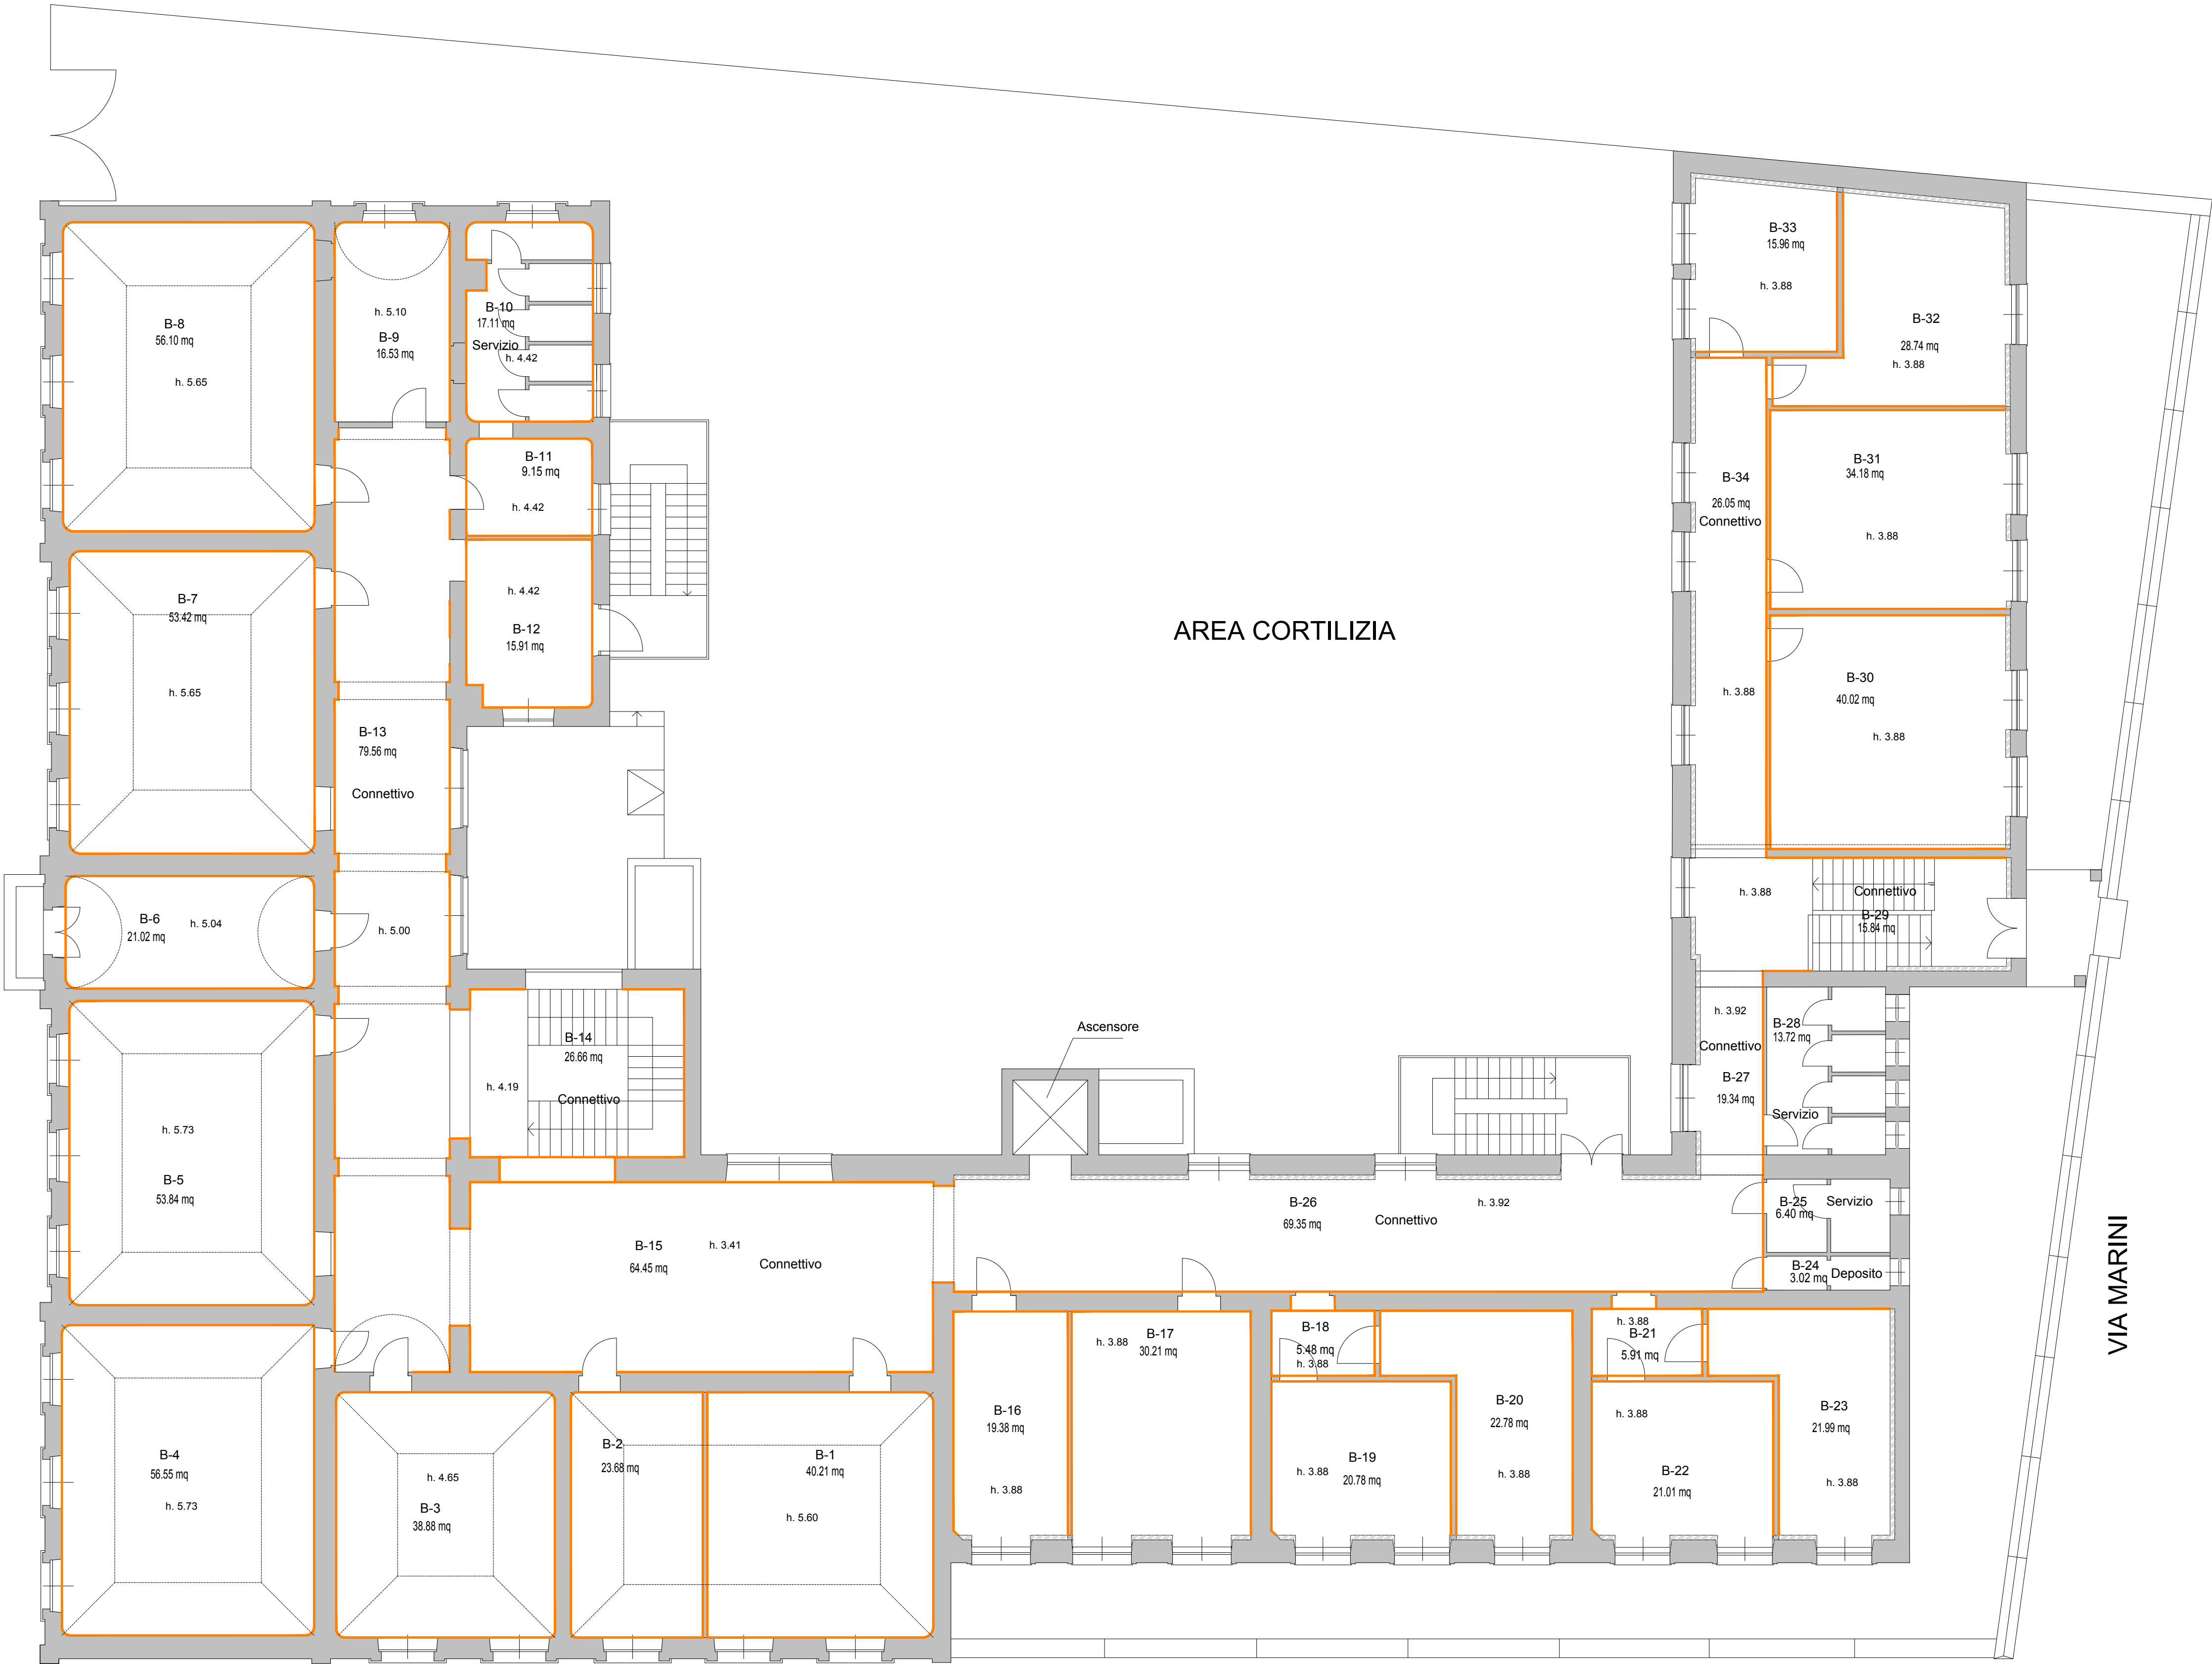 B-33
15.96 mq
h. 3.88
B-32
28.74 mq
h. 3.88
B-8
56.10 mq
h. 5.65
h. 5.10
B-9
16.53 mq
B-10
17.11 mq
Servizio
h. 4.42
B-11
9.15 mq
h. 4.42
B-31
34.18 mq
h. 3.88
B-34
26.05 mq
Connettivo
h. 3.88
B-7
53.42 mq
h. 5.65
h. 4.42
B-12
15.91 mq
AREA CORTILIZIA
B-30
40.02 mq
h. 3.88
B-13
79.56 mq
Connettivo
h. 5.00
B-6
21.02 mq
h. 5.04
h. 3.88
Connettivo
B-29
15.84 mq
B-14
26.66 mq
h. 4.19
Connettivo
Ascensore
h. 3.92
Connettivo
B-27
19.34 mq
B-28
13.72 mq
Servizio
h. 5.73
B-5
53.84 mq
B-15
64.45 mq
h. 3.41
Connettivo
B-26
69.35 mq
Connettivo
h. 3.92
B-25
6.40 mq
Servizio
B-24
3.02 mq
Deposito
VIA MARINI
B-4
56.55 mq
h. 5.73
h. 4.65
B-3
38.88 mq
B-2
23.68 mq
B-1
40.21 mq
h. 5.60
B-16
19.38 mq
h. 3.88
h. 3.88
B-17
30.21 mq
B-18
5.48 mq
h. 3.88
h. 3.88
B-19
20.78 mq
B-20
22.78 mq
h. 3.88
h. 3.88
B-21
5.91 mq
h. 3.88
B-22
21.01 mq
B-23
21.99 mq
h. 3.88